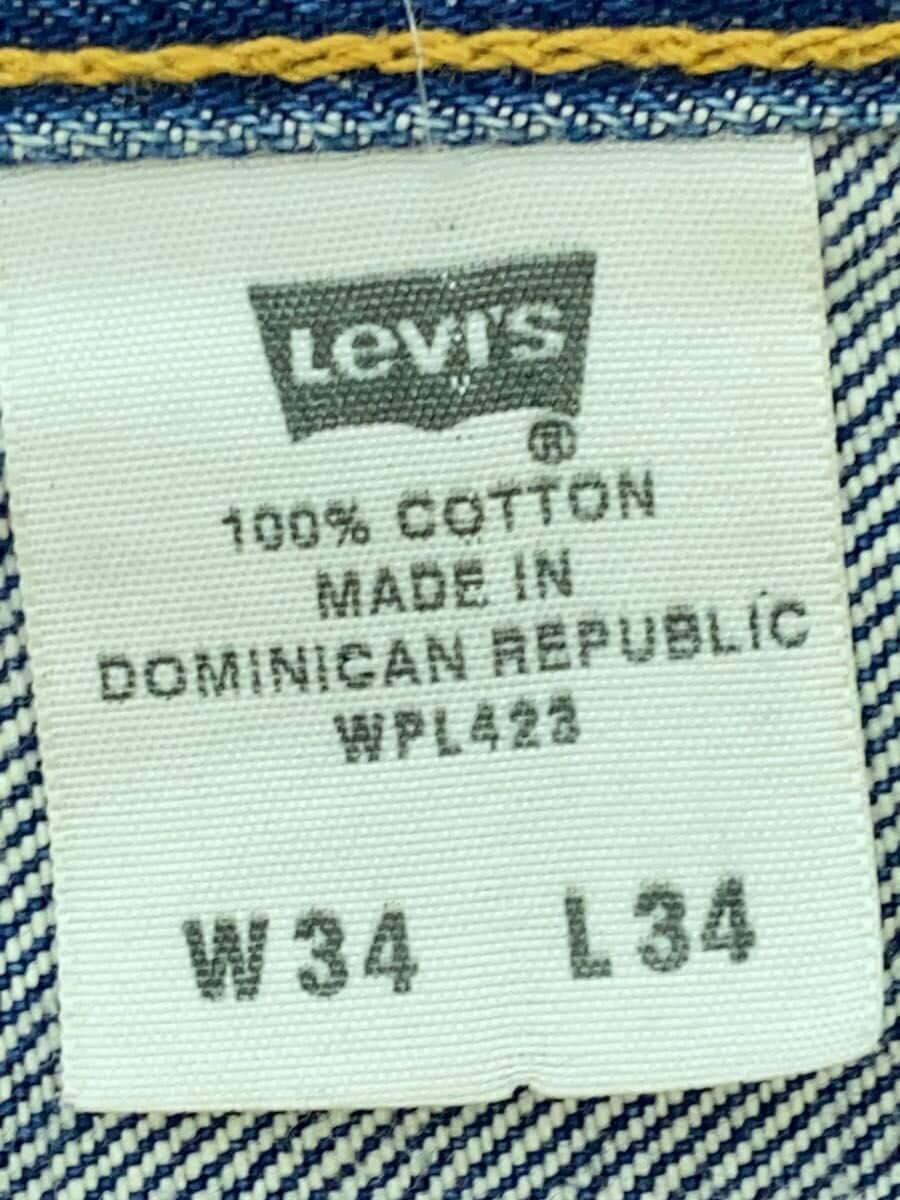 Levi's
®
100% COTTON
MADE IN
DOMINICAN REPUBLIC
WPL423
W34 L34